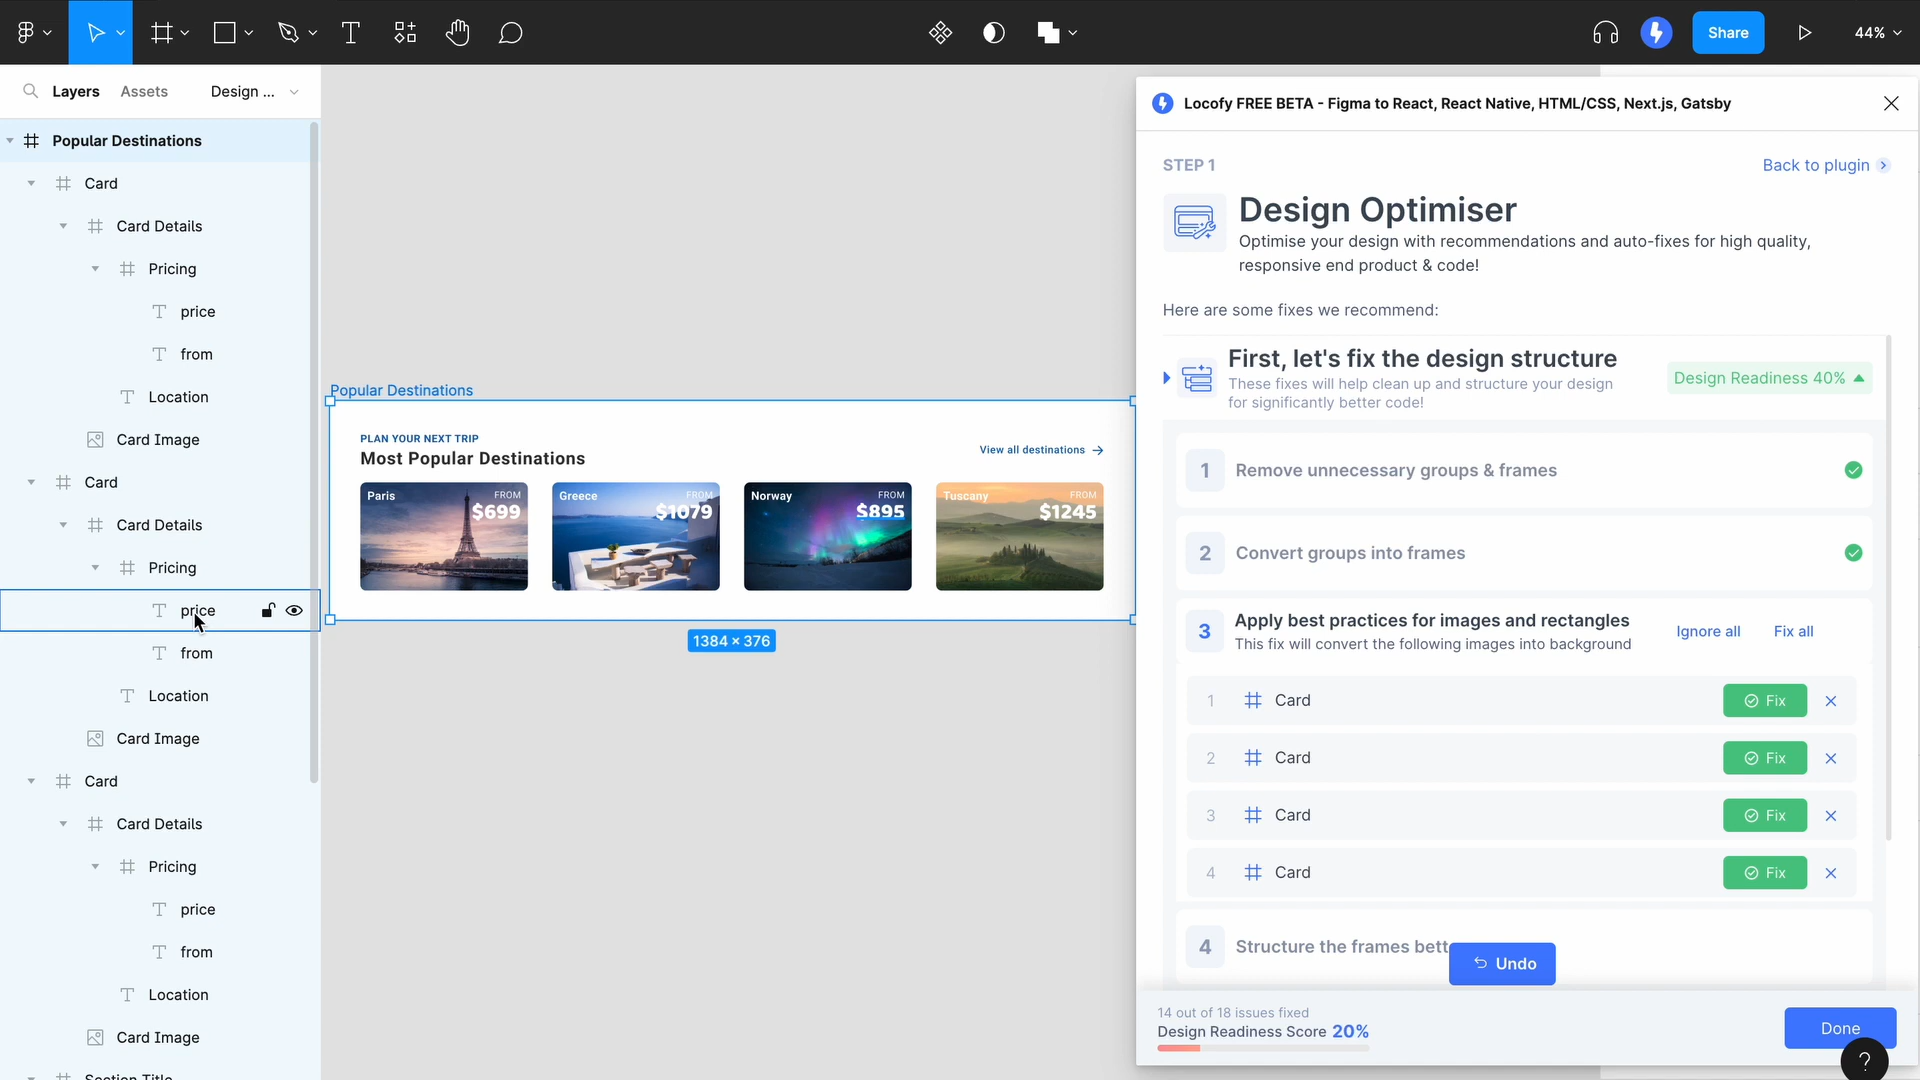 Share
44%
Layers
Assets
Design ...
Popular Destinations
Card
Card Details
Pricing
price
from
Location
Card Image
Card
Card Details
Pricing
price
from
Location
Card Image
Card
Card Details
Pricing
price
from
Location
Card Image
Section Title
Popular Destinations
PLAN YOUR NEXT TRIP
Most Popular Destinations
View all destinations
Paris
FROM
$699
Greece
FROM
$1079
Norway
FROM
$895
Tuscany
FROM
$1245
1384 × 376
Locofy FREE BETA - Figma to React, React Native, HTML/CSS, Next.js, Gatsby
STEP 1
Back to plugin
Design Optimiser
Optimise your design with recommendations and auto-fixes for high quality,
responsive end product & code!
Here are some fixes we recommend:
First, let's fix the design structure
These fixes will help clean up and structure your design
for significantly better code!
Design Readiness 40%
1 Remove unnecessary groups & frames
2 Convert groups into frames
3 Apply best practices for images and rectangles
This fix will convert the following images into background
Ignore all
Fix all
1 Card Fix
2 Card Fix
3 Card Fix
4 Card Fix
4 Structure the frames bett
Undo
14 out of 18 issues fixed
Design Readiness Score 20%
Done
?